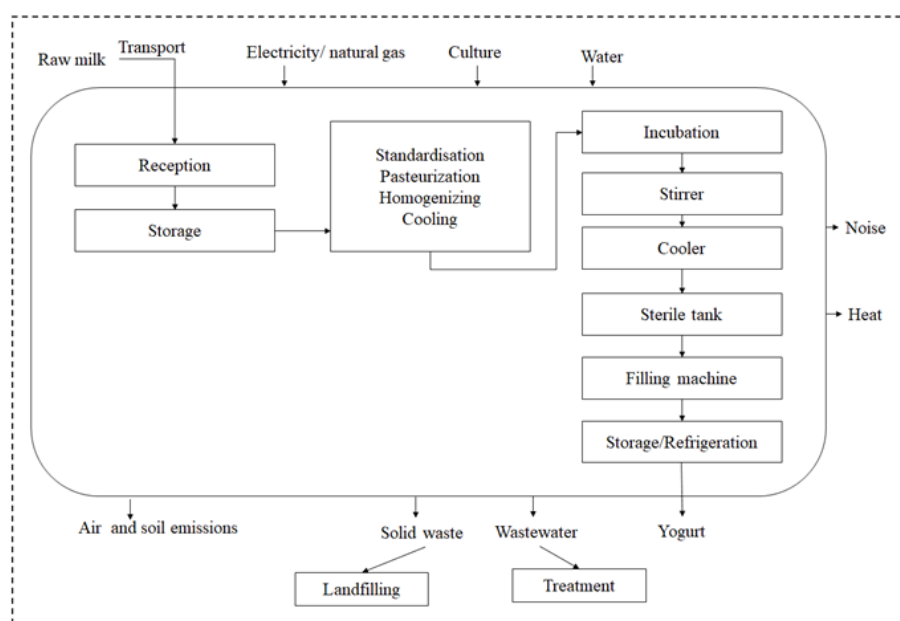 Transport
Raw milk
Electricity/ natural gas
Culture
Water
Reception
Storage
Standardisation
Pasteurization
Homogenizing
Cooling
Incubation
Stirrer
Cooler
Sterile tank
Filling machine
Storage/Refrigeration
Noise
Heat
Air and soil emissions
Solid waste
Wastewater
Yogurt
Landfilling
Treatment